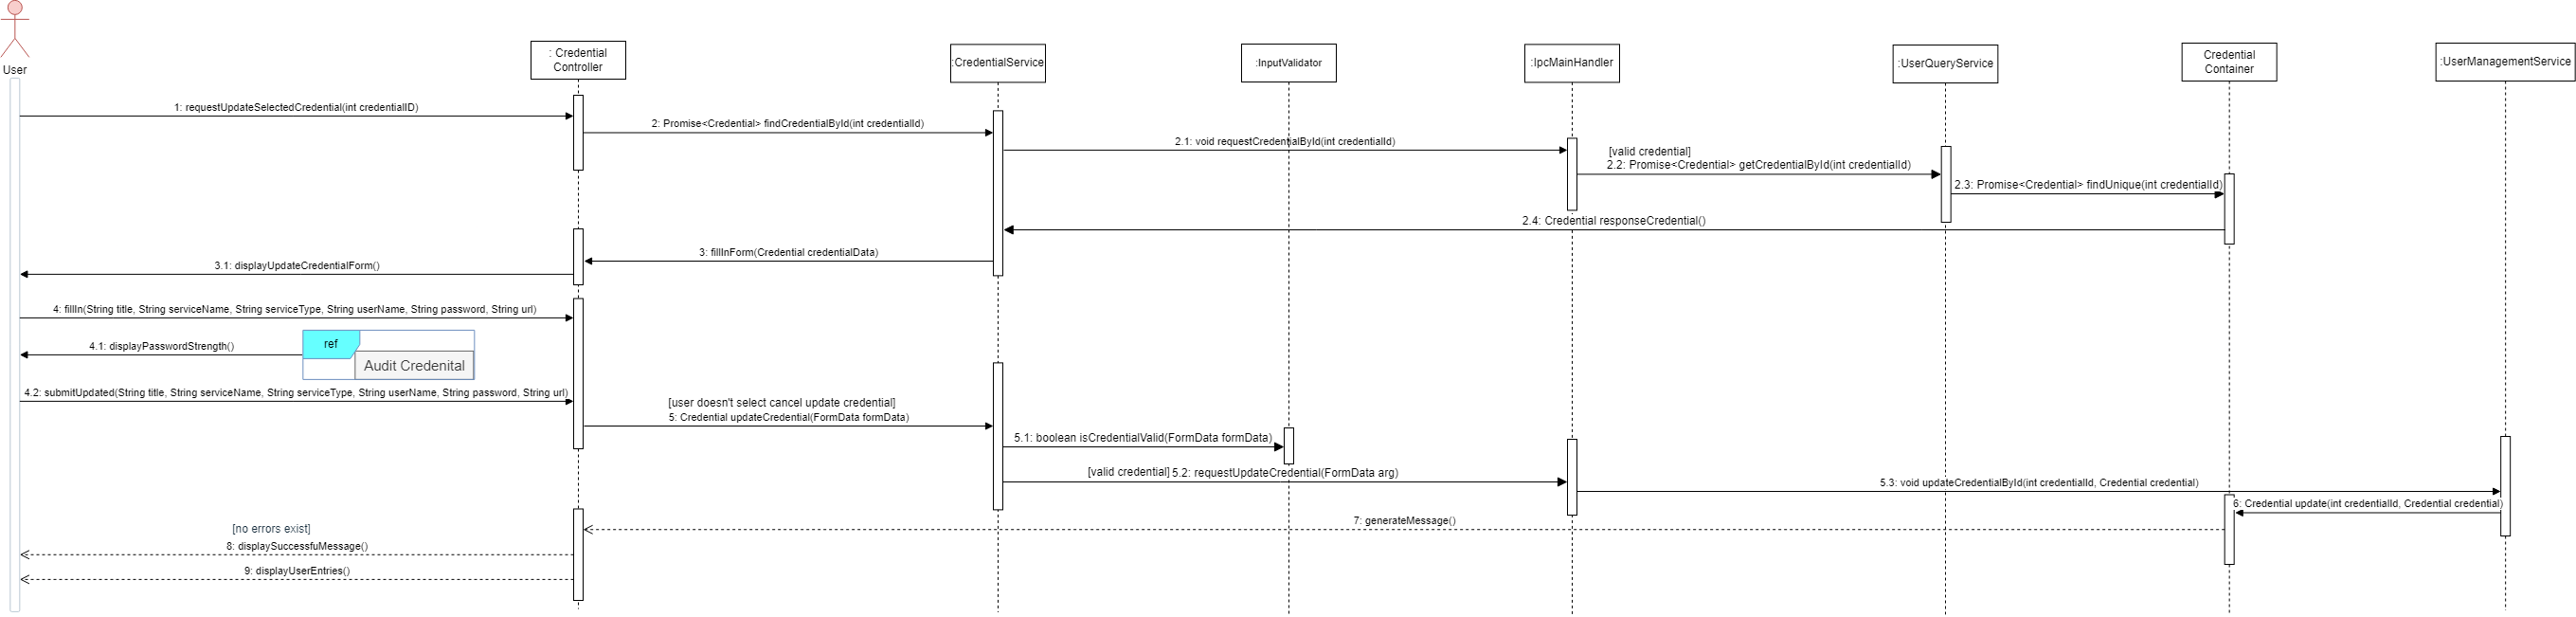 User
: Credential
Controller
:CredentialService
:InputValidator
:IpcMainHandler
:UserQueryService
Credential
Container
:UserManagementService
1: requestUpdateSelectedCredential(int credentialID)
2: Promise<Credential> findCredentialById(int credentialId)
2.1: void requestCredentialById(int credentialId)
[valid credential]
2.2: Promise<Credential> getCredentialById(int credentialId)
2.3: Promise<Credential> findUnique(int credentialId)
2.4: Credential responseCredential()
3: fillInForm(Credential credentialData)
3.1: displayUpdateCredentialForm()
4: fillIn(String title, String serviceName, String serviceType, String userName, String password, String url)
ref
4.1: displayPasswordStrength()
Audit Credenital
4.2: submitUpdated(String title, String serviceName, String serviceType, String userName, String password, String url)
[user doesn't select cancel update credential]
5: Credential updateCredential(FormData formData)
5.1: boolean isCredentialValid(FormData formData)
[valid credential] 5.2: requestUpdateCredential(FormData arg)
5.3: void updateCredentialById(int credentialId, Credential credential)
6: Credential update(int credentialId, Credential credential)
7: generateMessage()
[no errors exist]
8: displaySuccessfuMessage()
9: displayUserEntries()